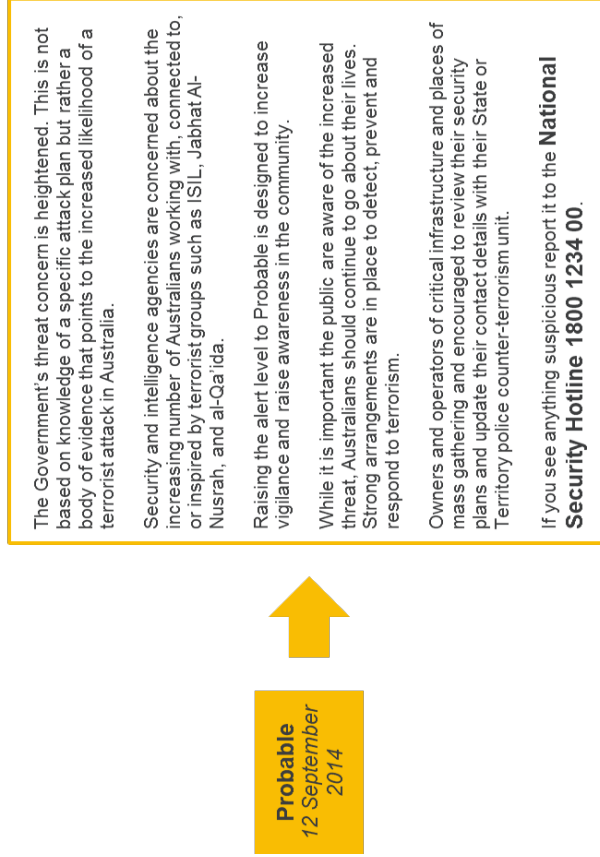 Probable
12 September
2014
The Government's threat concern is heightened. This is not
based on knowledge of a specific attack plan but rather a
body of evidence that points to the increased likelihood of a
terrorist attack in Australia.
Security and intelligence agencies are concerned about the
increasing number of Australians working with, connected to,
or inspired by terrorist groups such as ISIL, Jabhat Al-
Nusrah, and al-Qa'ida.
Raising the alert level to Probable is designed to increase
vigilance and raise awareness in the community.
While it is important the public are aware of the increased
threat, Australians should continue to go about their lives.
Strong arrangements are in place to detect, prevent and
respond to terrorism.
Owners and operators of critical infrastructure and places of
mass gathering and encouraged to review their security
plans and update their contact details with their State or
Territory police counter-terrorism unit.
If you see anything suspicious report it to the National
Security Hotline 1800 1234 00.